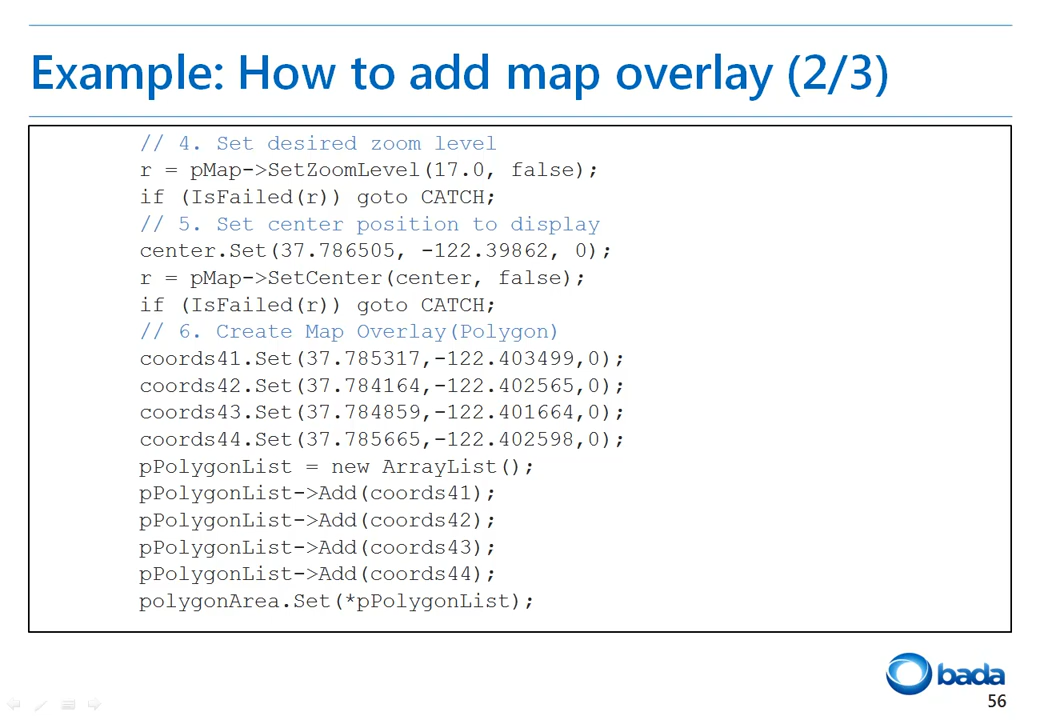 Example: How to add map overlay (2/3)
// 4. Set desired zoom level
r = pMap->SetZoomLevel(17.0, false);
if (IsFailed(r)) goto CATCH;
// 5. Set center position to display
center.Set(37.786505, -122.39862, 0);
r = pMap->SetCenter(center, false);
if (IsFailed(r)) goto CATCH;
// 6. Create Map Overlay(Polygon)
coords41.Set(37.785317,-122.403499,0);
coords42.Set(37.784164,-122.402565,0);
coords43.Set(37.784859,-122.401664,0);
coords44.Set(37.785665,-122.402598,0);
pPolygonList = new ArrayList();
pPolygonList->Add(coords41);
pPolygonList->Add(coords42);
pPolygonList->Add(coords43);
pPolygonList->Add(coords44);
polygonArea.Set(*pPolygonList);
bada
56